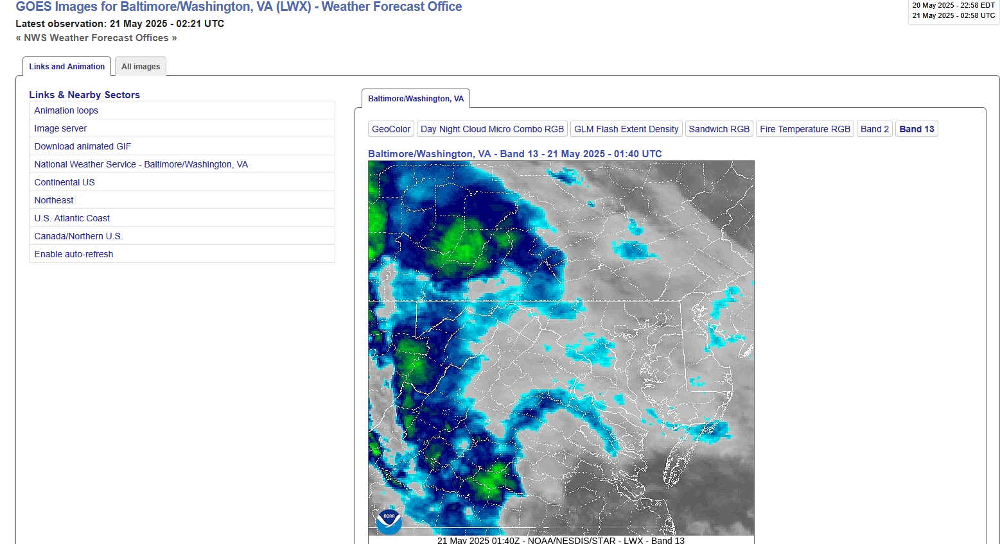 GOES Images for Baltimore/Washington, VA (LWX) - Weather Forecast Office
20 May 2025 - 22:58 EDT
21 May 2025 - 02:58 UTC
Latest observation: 21 May 2025 - 02:21 UTC
« NWS Weather Forecast Offices »
Links and Animation
All images
Links & Nearby Sectors
Animation loops
Image server
Download animated GIF
National Weather Service - Baltimore/Washington, VA
Continental US
Northeast
U.S. Atlantic Coast
Canada/Northern U.S.
Enable auto-refresh
Baltimore/Washington, VA
GeoColor
Day Night Cloud Micro Combo RGB
GLM Flash Extent Density
Sandwich RGB
Fire Temperature RGB
Band 2
Band 13
Baltimore/Washington, VA - Band 13 - 21 May 2025 - 01:40 UTC
NOAA
21 May 2025 01:40Z - NOAA/NESDIS/STAR - LWX - Band 13